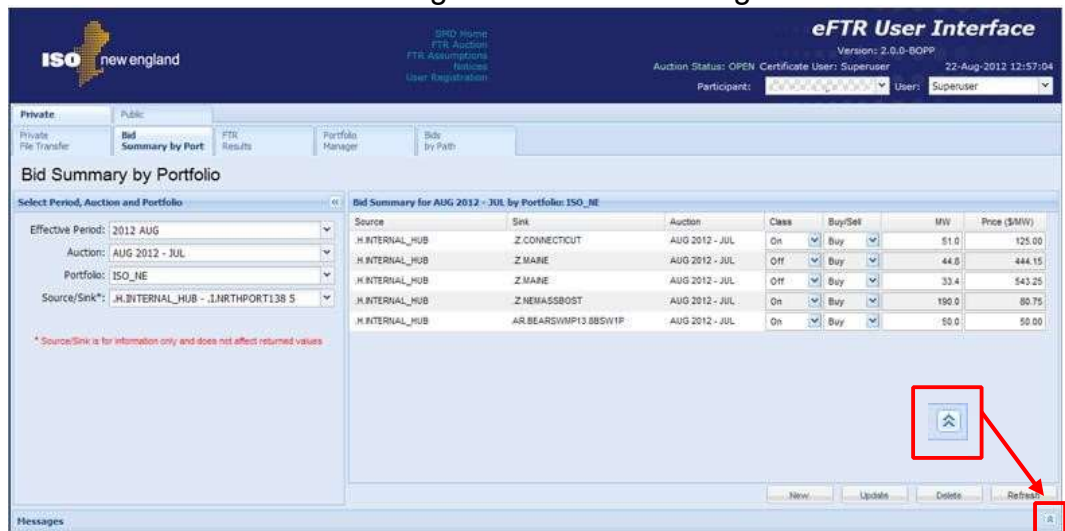 ISO new england
SMD Home
FTR Auction
FTR Assumptions
Notices
User Registration
eFTR User Interface
Version: 2.0.0-BOPP
Auction Status: OPEN Certificate User: Superuser 22-Aug-2012 12:57:04
Participant: User: Superuser
Private Public
Private File Transfer
Bid Summary by Port
FTR Results
Portfolio Manager
Bids by Path
Bid Summary by Portfolio
Select Period, Auction and Portfolio
Effective Period: 2012 AUG
Auction: AUG 2012 - JUL
Portfolio: ISO_NE
Source/Sink*: .H.INTERNAL_HUB - .I.NRTHPORT138 5
* Source/Sink is for information only and does not affect returned values
Bid Summary for AUG 2012 - JUL by Portfolio: ISO_NE
Source Sink Auction Class Buy/Sell MW Price ($/MW)
.H.INTERNAL_HUB .Z.CONNECTICUT AUG 2012 - JUL On Buy 51.0 125.00
.H.INTERNAL_HUB .Z.MAINE AUG 2012 - JUL Off Buy 44.8 444.15
.H.INTERNAL_HUB .Z.MAINE AUG 2012 - JUL Off Buy 33.4 543.25
.H.INTERNAL_HUB .Z.NEMASSBOST AUG 2012 - JUL On Buy 190.0 80.75
.H.INTERNAL_HUB AR.BEARSWMP13.8BSW1P AUG 2012 - JUL On Buy 50.0 50.00
New Update Delete Refresh
Messages